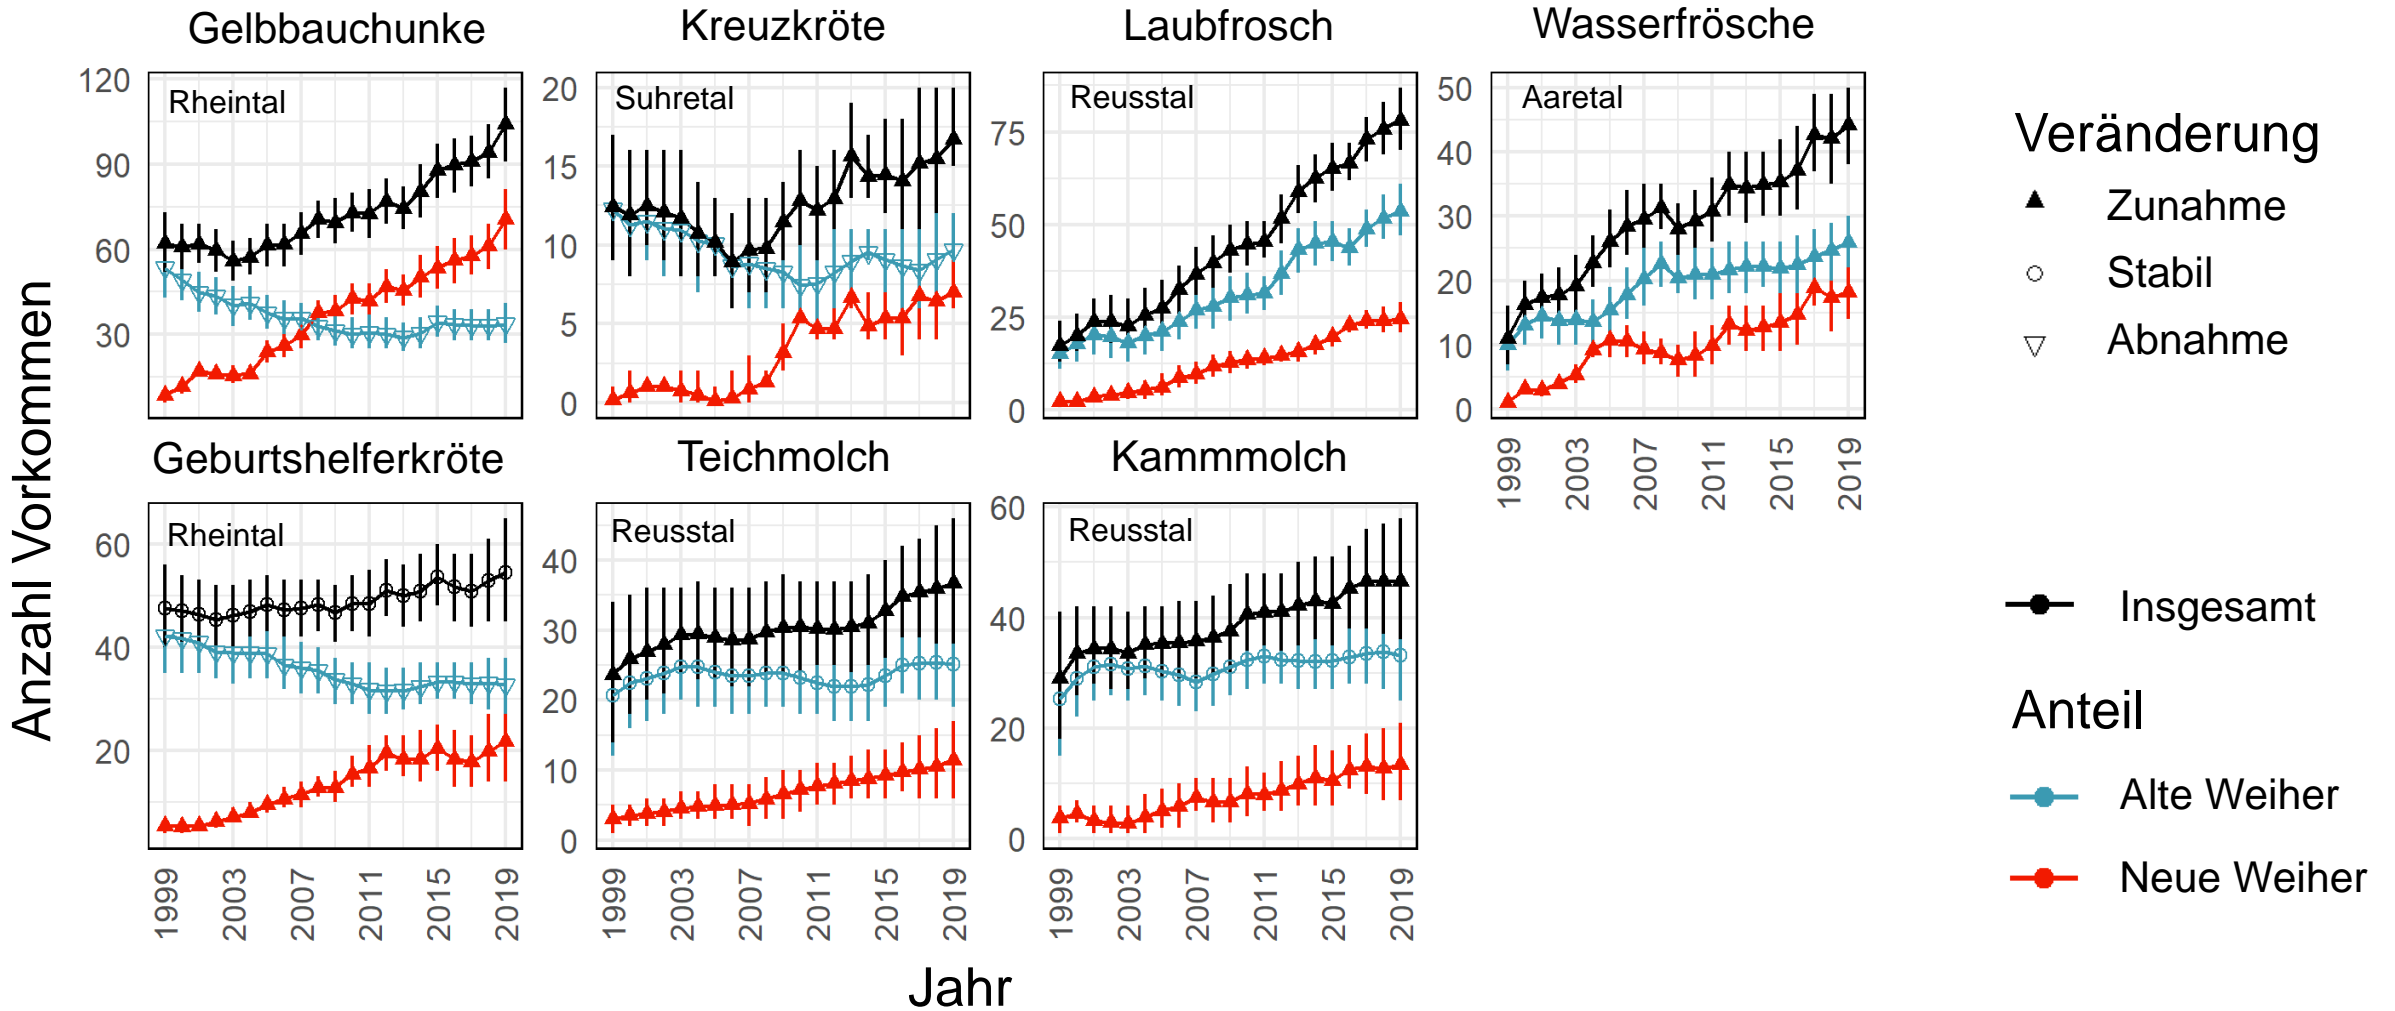 Gelbbauchunke
Kreuzkröte
Laubfrosch
Wasserfrösche
120
90
60
30
Rheintal
20
15
10
5
0
Suhretal
75
50
25
0
Reusstal
50
40
30
20
10
0
Aaretal
1999
2003
2007
2011
2015
2019
Geburtshelferkröte
Teichmolch
Kammmolch
60
40
20
Rheintal
1999
2003
2007
2011
2015
2019
40
30
20
10
0
Reusstal
1999
2003
2007
2011
2015
2019
60
40
20
0
Reusstal
1999
2003
2007
2011
2015
2019
Anzahl Vorkommen
Jahr
Veränderung
Zunahme
Stabil
Abnahme
Insgesamt
Anteil
Alte Weiher
Neue Weiher